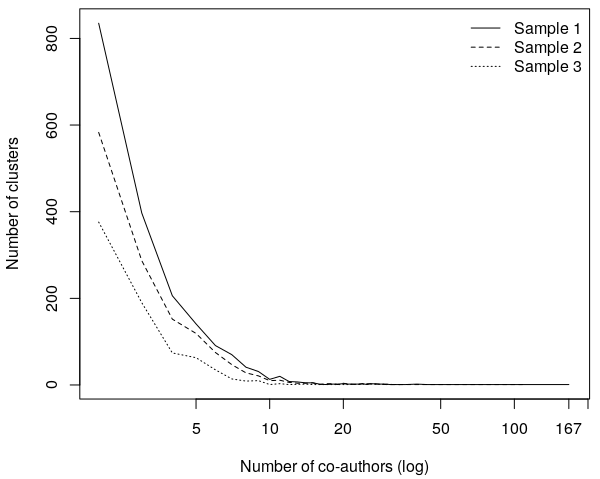 Sample 1
Sample 2
Sample 3
Number of clusters
800
600
400
200
0
5 10 20 50 100 167
Number of co-authors (log)